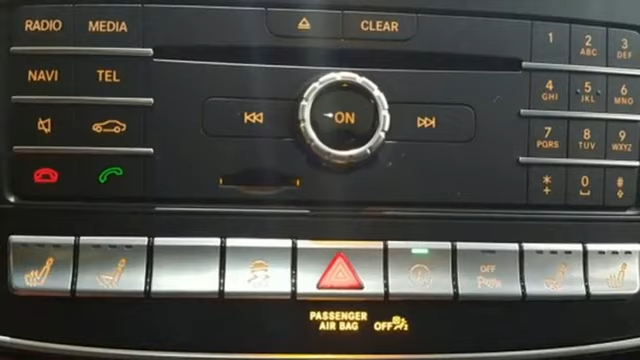 RADIO MEDIA
CLEAR
1
2 ABC
3 DEF
NAVI TEL
ON
4 GHI
5 JKL
6 MNO
7 PQRS
8 TUV
9 WXYZ
*
+
0
#
OFF
PASSENGER
AIR BAG OFF